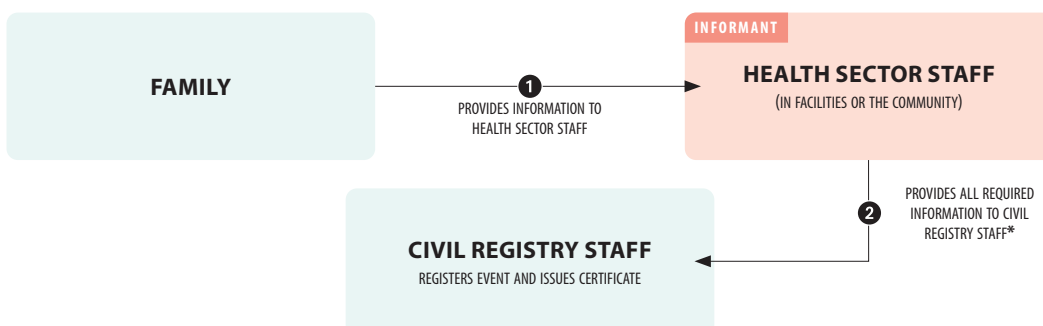 FAMILY
1
PROVIDES INFORMATION TO
HEALTH SECTOR STAFF
INFORMANT
HEALTH SECTOR STAFF
(IN FACILITIES OR THE COMMUNITY)
2
PROVIDES ALL REQUIRED
INFORMATION TO CIVIL
REGISTRY STAFF*
CIVIL REGISTRY STAFF
REGISTERS EVENT AND ISSUES CERTIFICATE